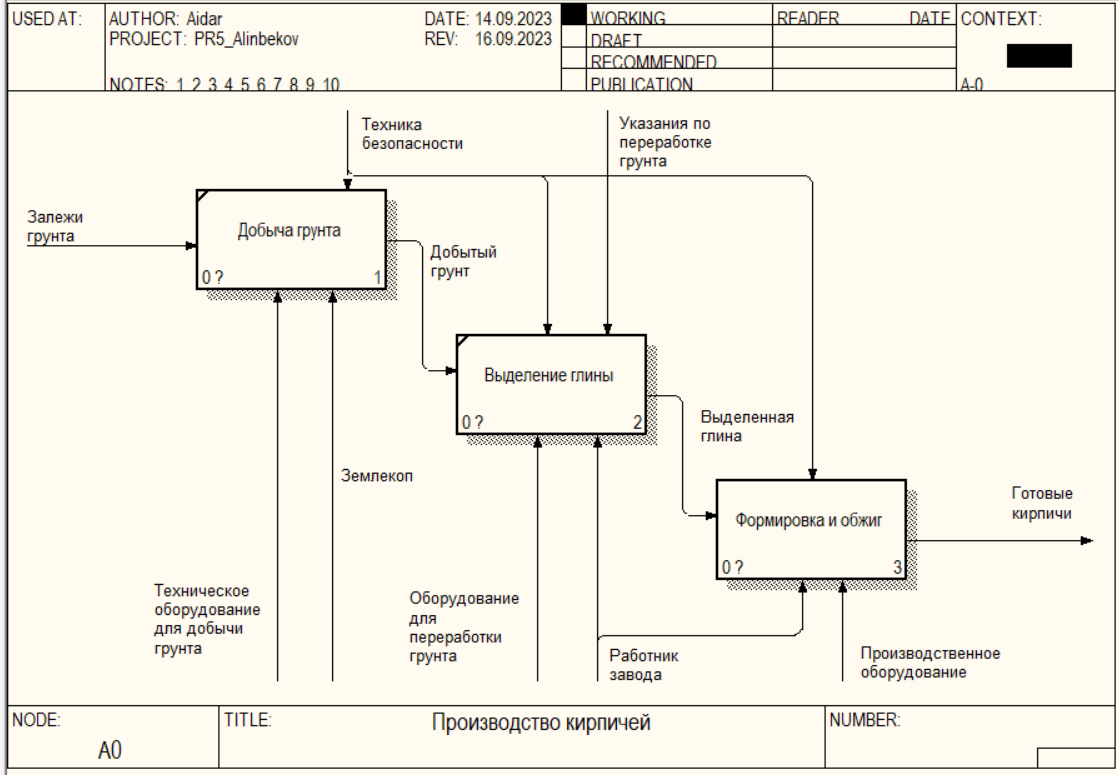 USED AT:
AUTHOR: Aidar
DATE: 14.09.2023
PROJECT: PR5_Alinbekov
REV: 16.09.2023
NOTES: 1 2 3 4 5 6 7 8 9 10
WORKING
DRAFT
RECOMMENDED
PUBLICATION
READER
DATE
CONTEXT:
A-0
Техника
безопасности
Указания по
переработке
грунта
Залежи
грунта
Добыча грунта
0 ?
1
Добытый
грунт
Выделение глины
0 ?
2
Выделенная
глина
Землекоп
Формировка и обжиг
0 ?
3
Готовые
кирпичи
Техническое
оборудование
для добычи
грунта
Оборудование
для
переработки
грунта
Работник
завода
Производственное
оборудование
NODE:
A0
TITLE:
Производство кирпичей
NUMBER: